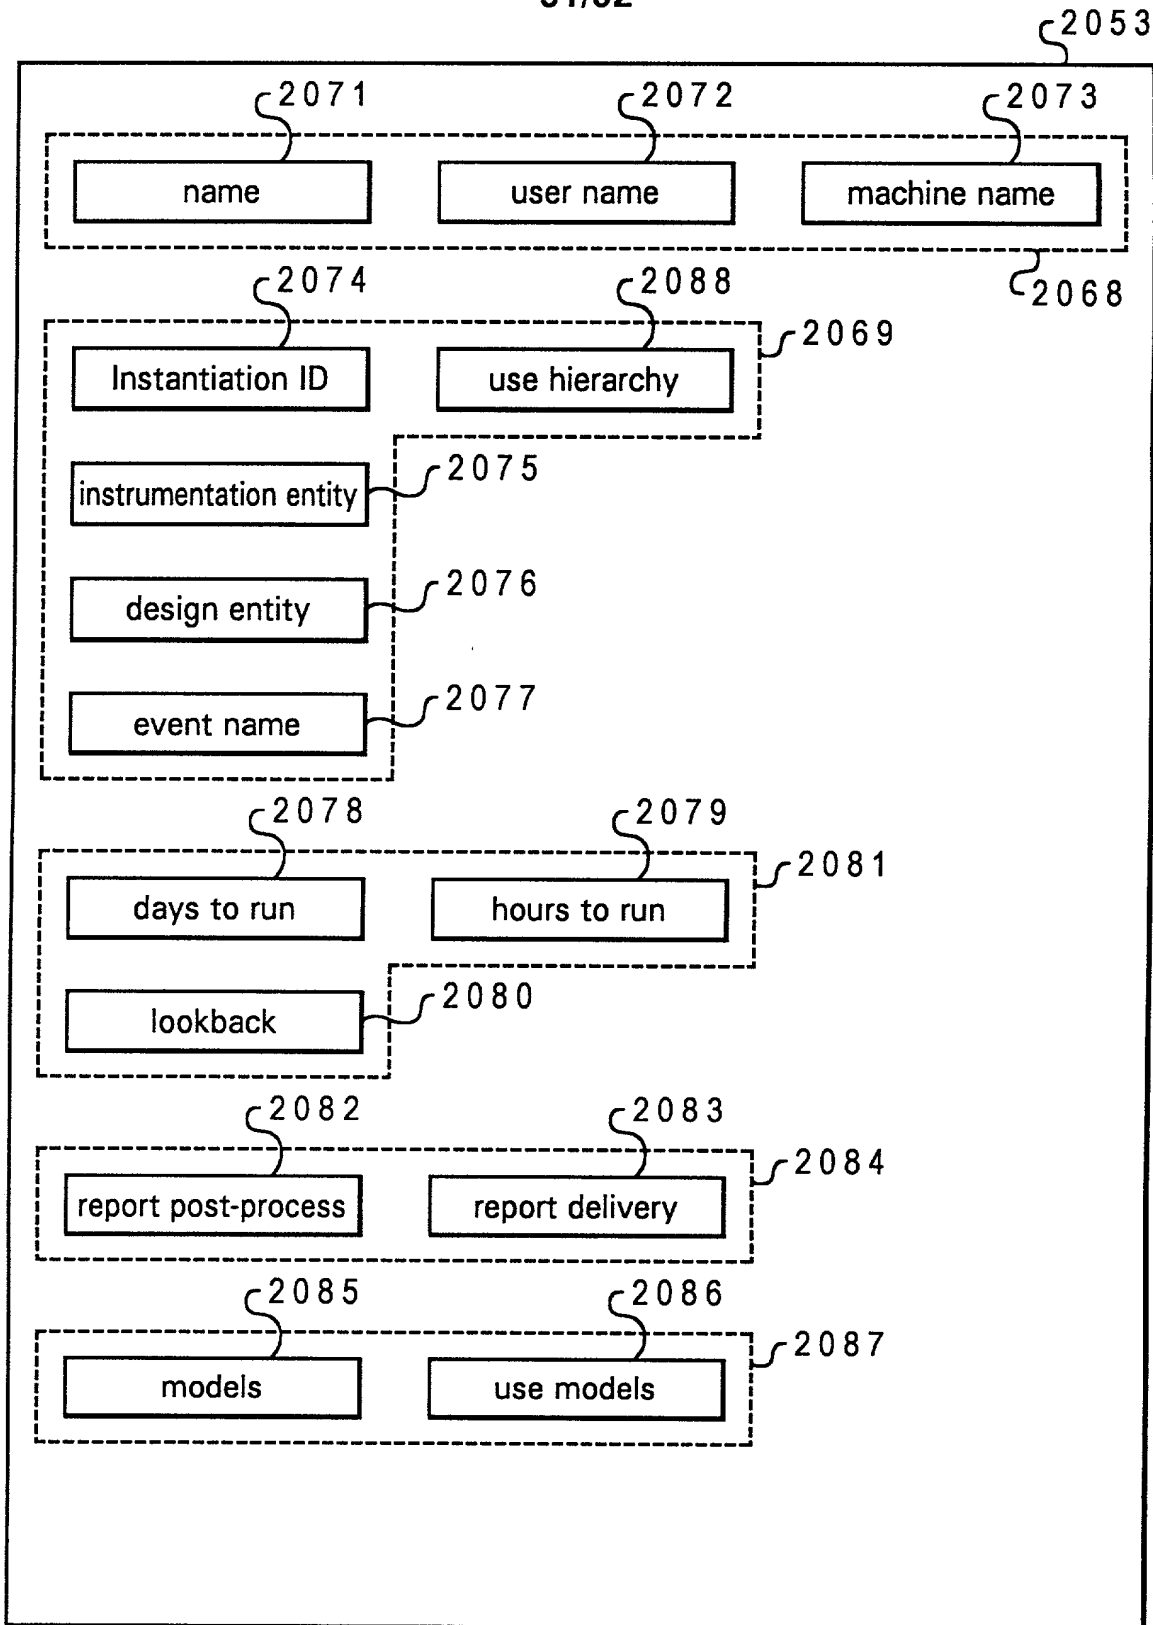 2053
2071 2072 2073
name user name machine name
2068
2074 2088
2069
Instantiation ID use hierarchy
2075
instrumentation entity
2076
design entity
2077
event name
2078 2079
2081
days to run hours to run
2080
lookback
2082 2083
2084
report post-process report delivery
2085 2086
2087
models use models